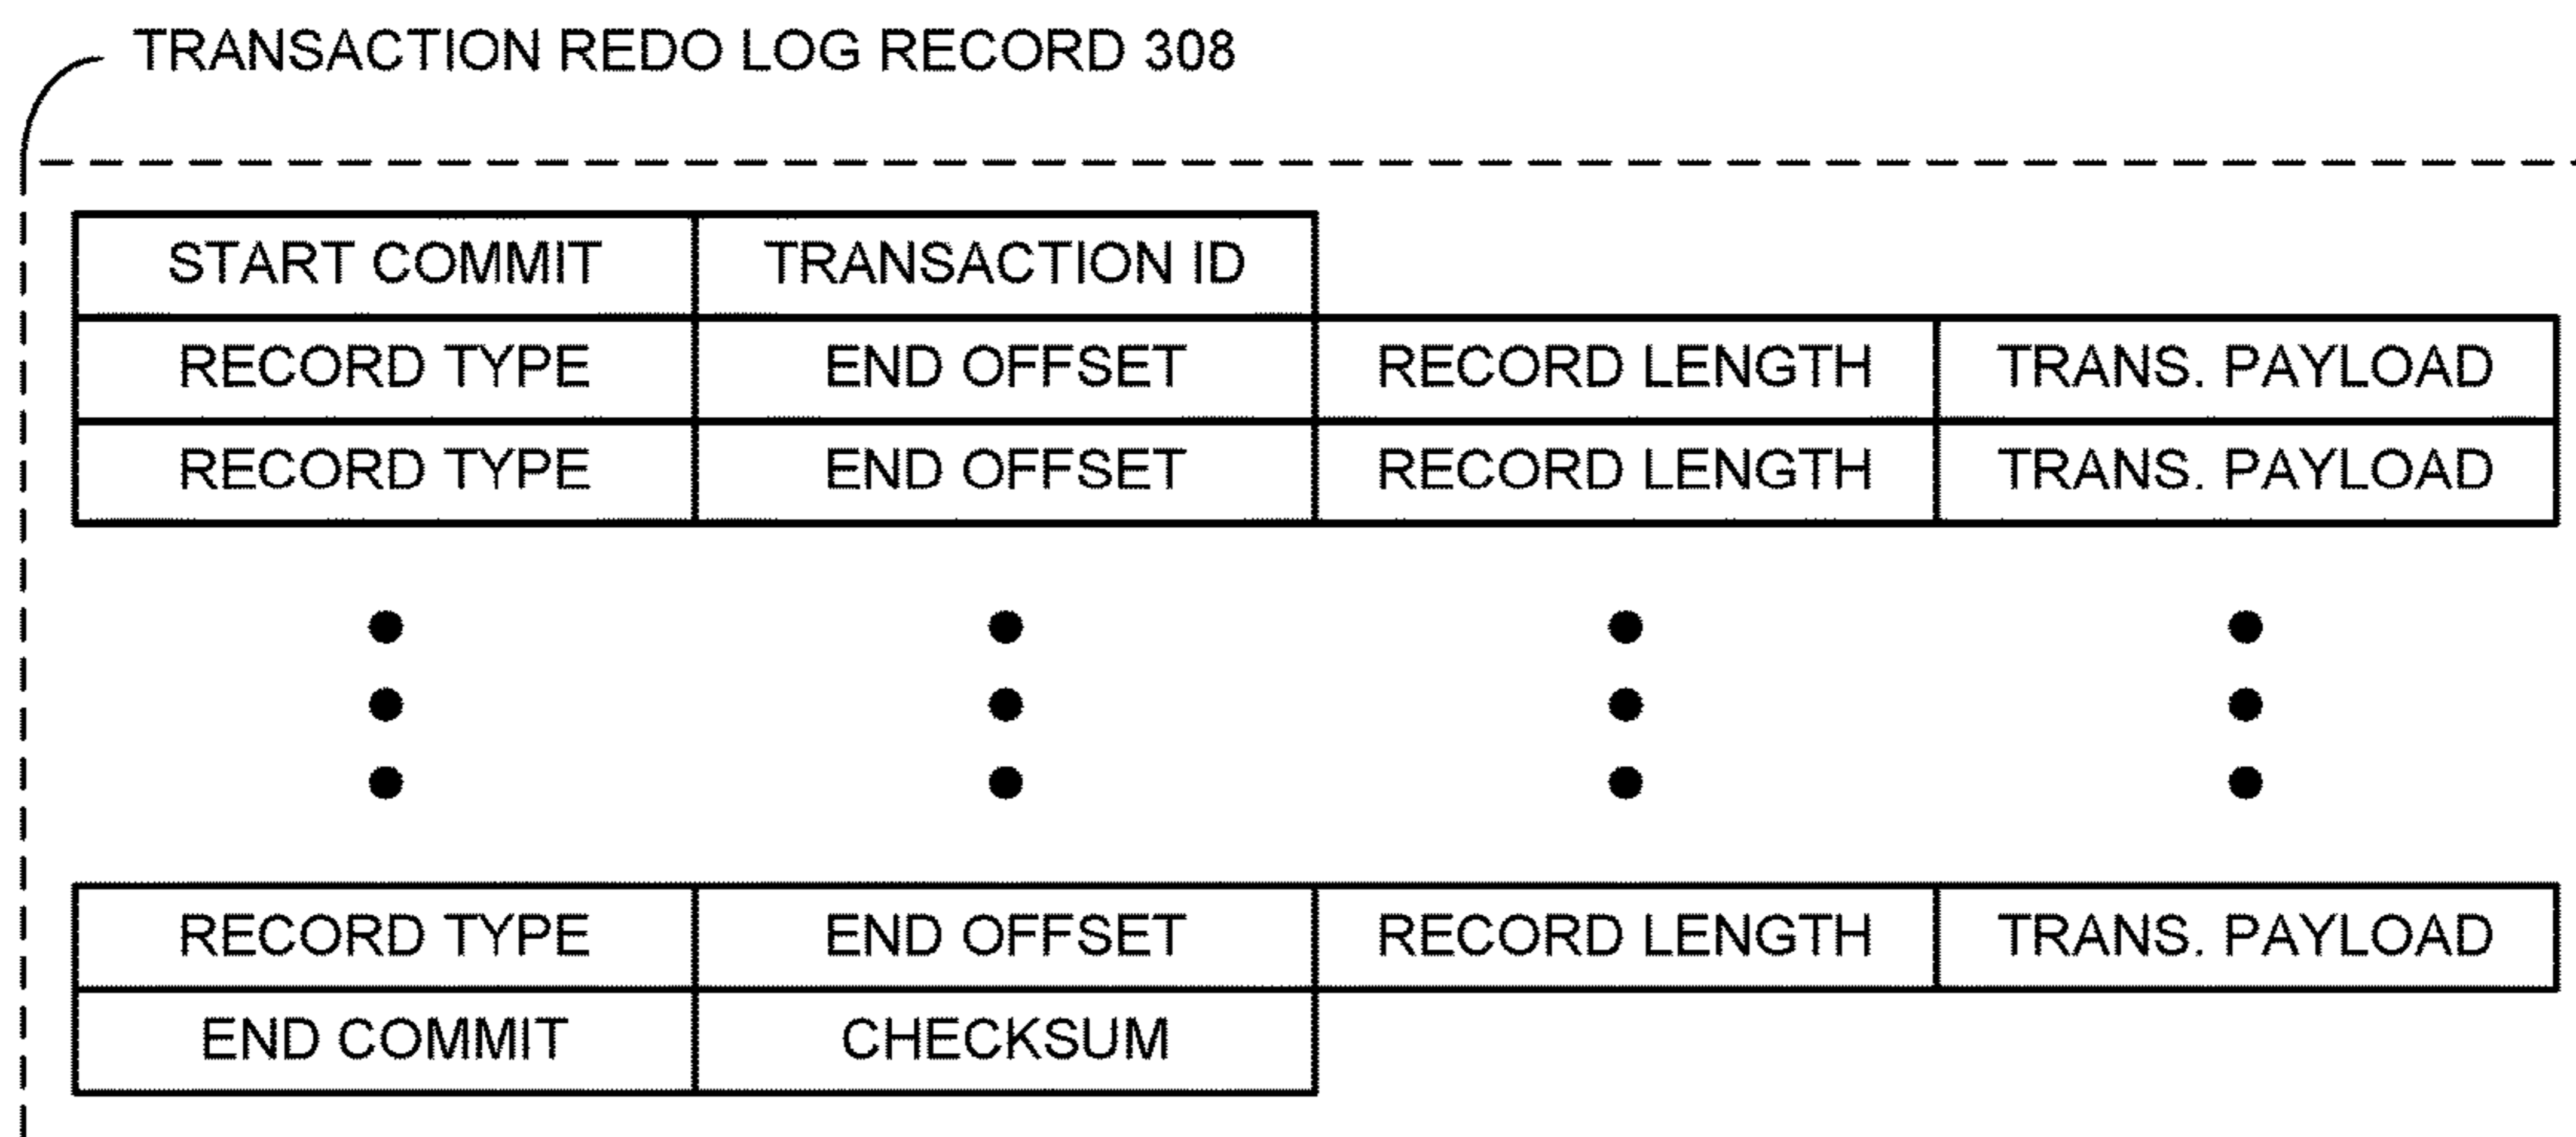 TRANSACTION REDO LOG RECORD 308
START COMMIT TRANSACTION ID
RECORD TYPE END OFFSET RECORD LENGTH TRANS. PAYLOAD
RECORD TYPE END OFFSET RECORD LENGTH TRANS. PAYLOAD
RECORD TYPE END OFFSET RECORD LENGTH TRANS. PAYLOAD
END COMMIT CHECKSUM